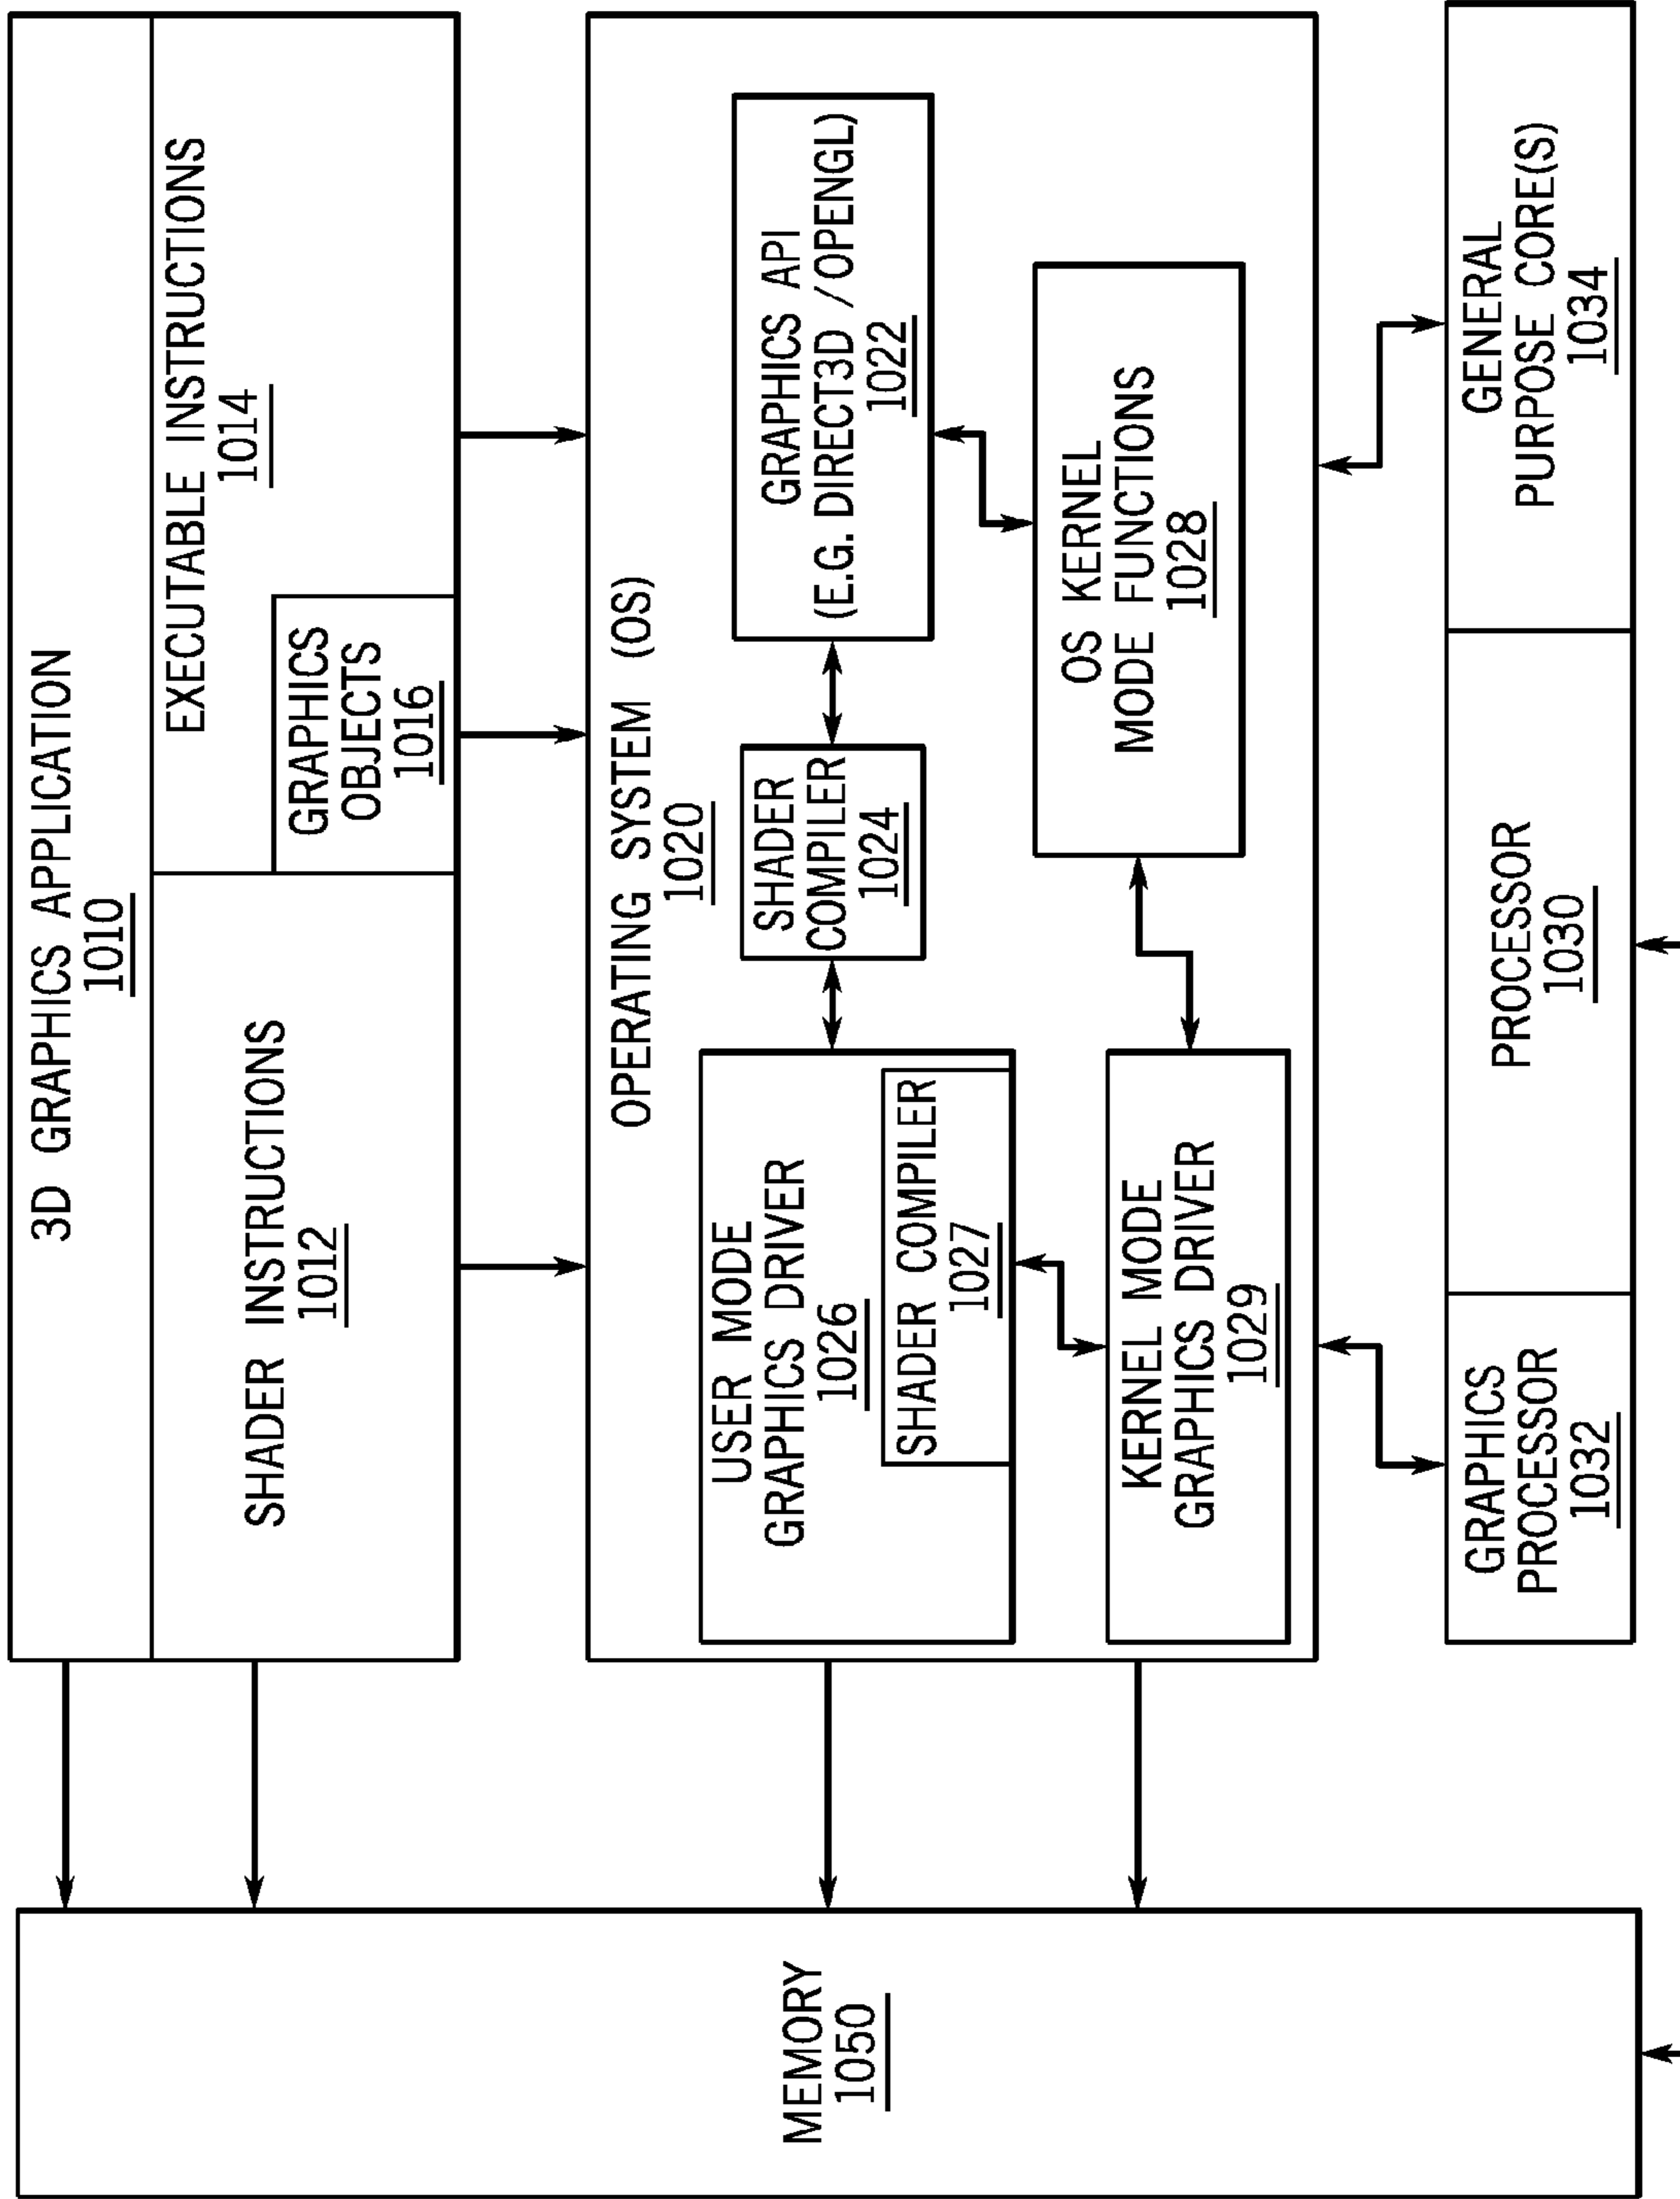 3D GRAPHICS APPLICATION
1010
SHADER INSTRUCTIONS
1012
EXECUTABLE INSTRUCTIONS
1014
GRAPHICS
OBJECTS
1016
OPERATING SYSTEM (OS)
1020
USER MODE
GRAPHICS DRIVER
1026
SHADER COMPILER
1027
SHADER
COMPILER
1024
GRAPHICS API
(E.G. DIRECT3D /OPENGL)
1022
KERNEL MODE
GRAPHICS DRIVER
1029
OS KERNEL
MODE FUNCTIONS
1028
GRAPHICS
PROCESSOR
1032
PROCESSOR
1030
GENERAL
PURPOSE CORE(S)
1034
MEMORY
1050